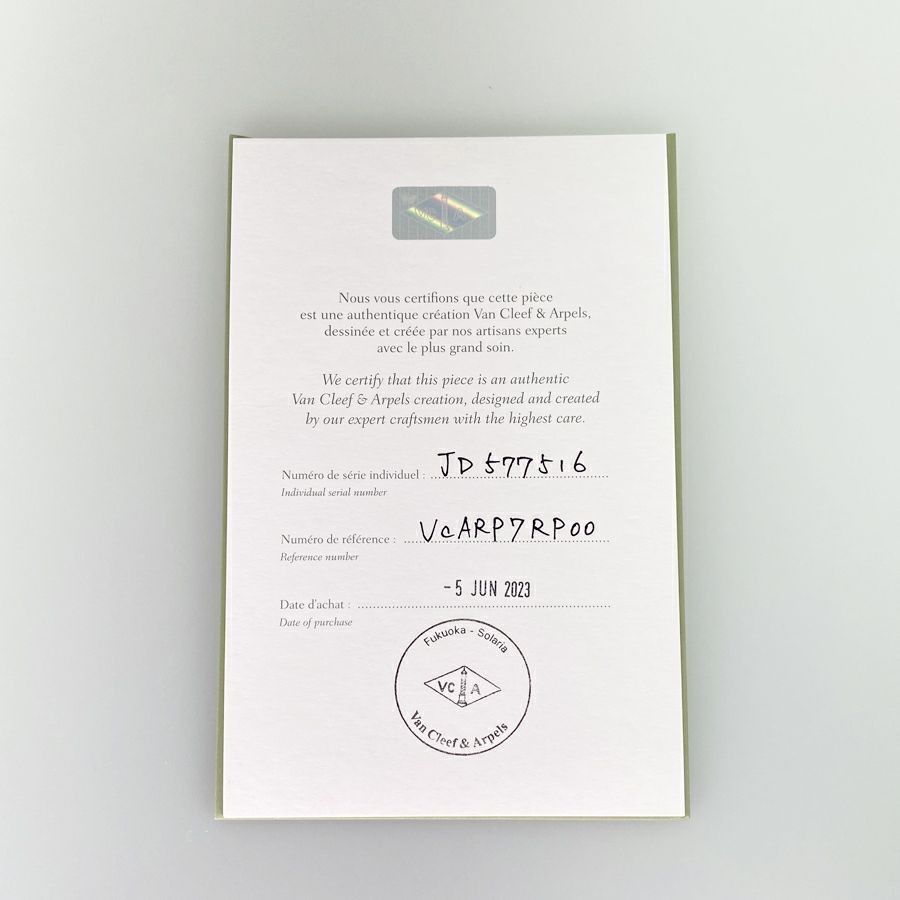 Nous vous certifions que cette pièce
est une authentique création Van Cleef & Arpels,
dessinée et créée par nos artisans experts
avec le plus grand soin.
We certify that this piece is an authentic
Van Cleef & Arpels creation, designed and created
by our expert craftsmen with the highest care.
Numéro de série individuel : JD577516
Individual serial number
Numéro de référence : VCARP7RP00
Reference number
Date d'achat : -5 JUN 2023
Date of purchase
Fukuoka - Solaria
VC A
Van Cleef & Arpels